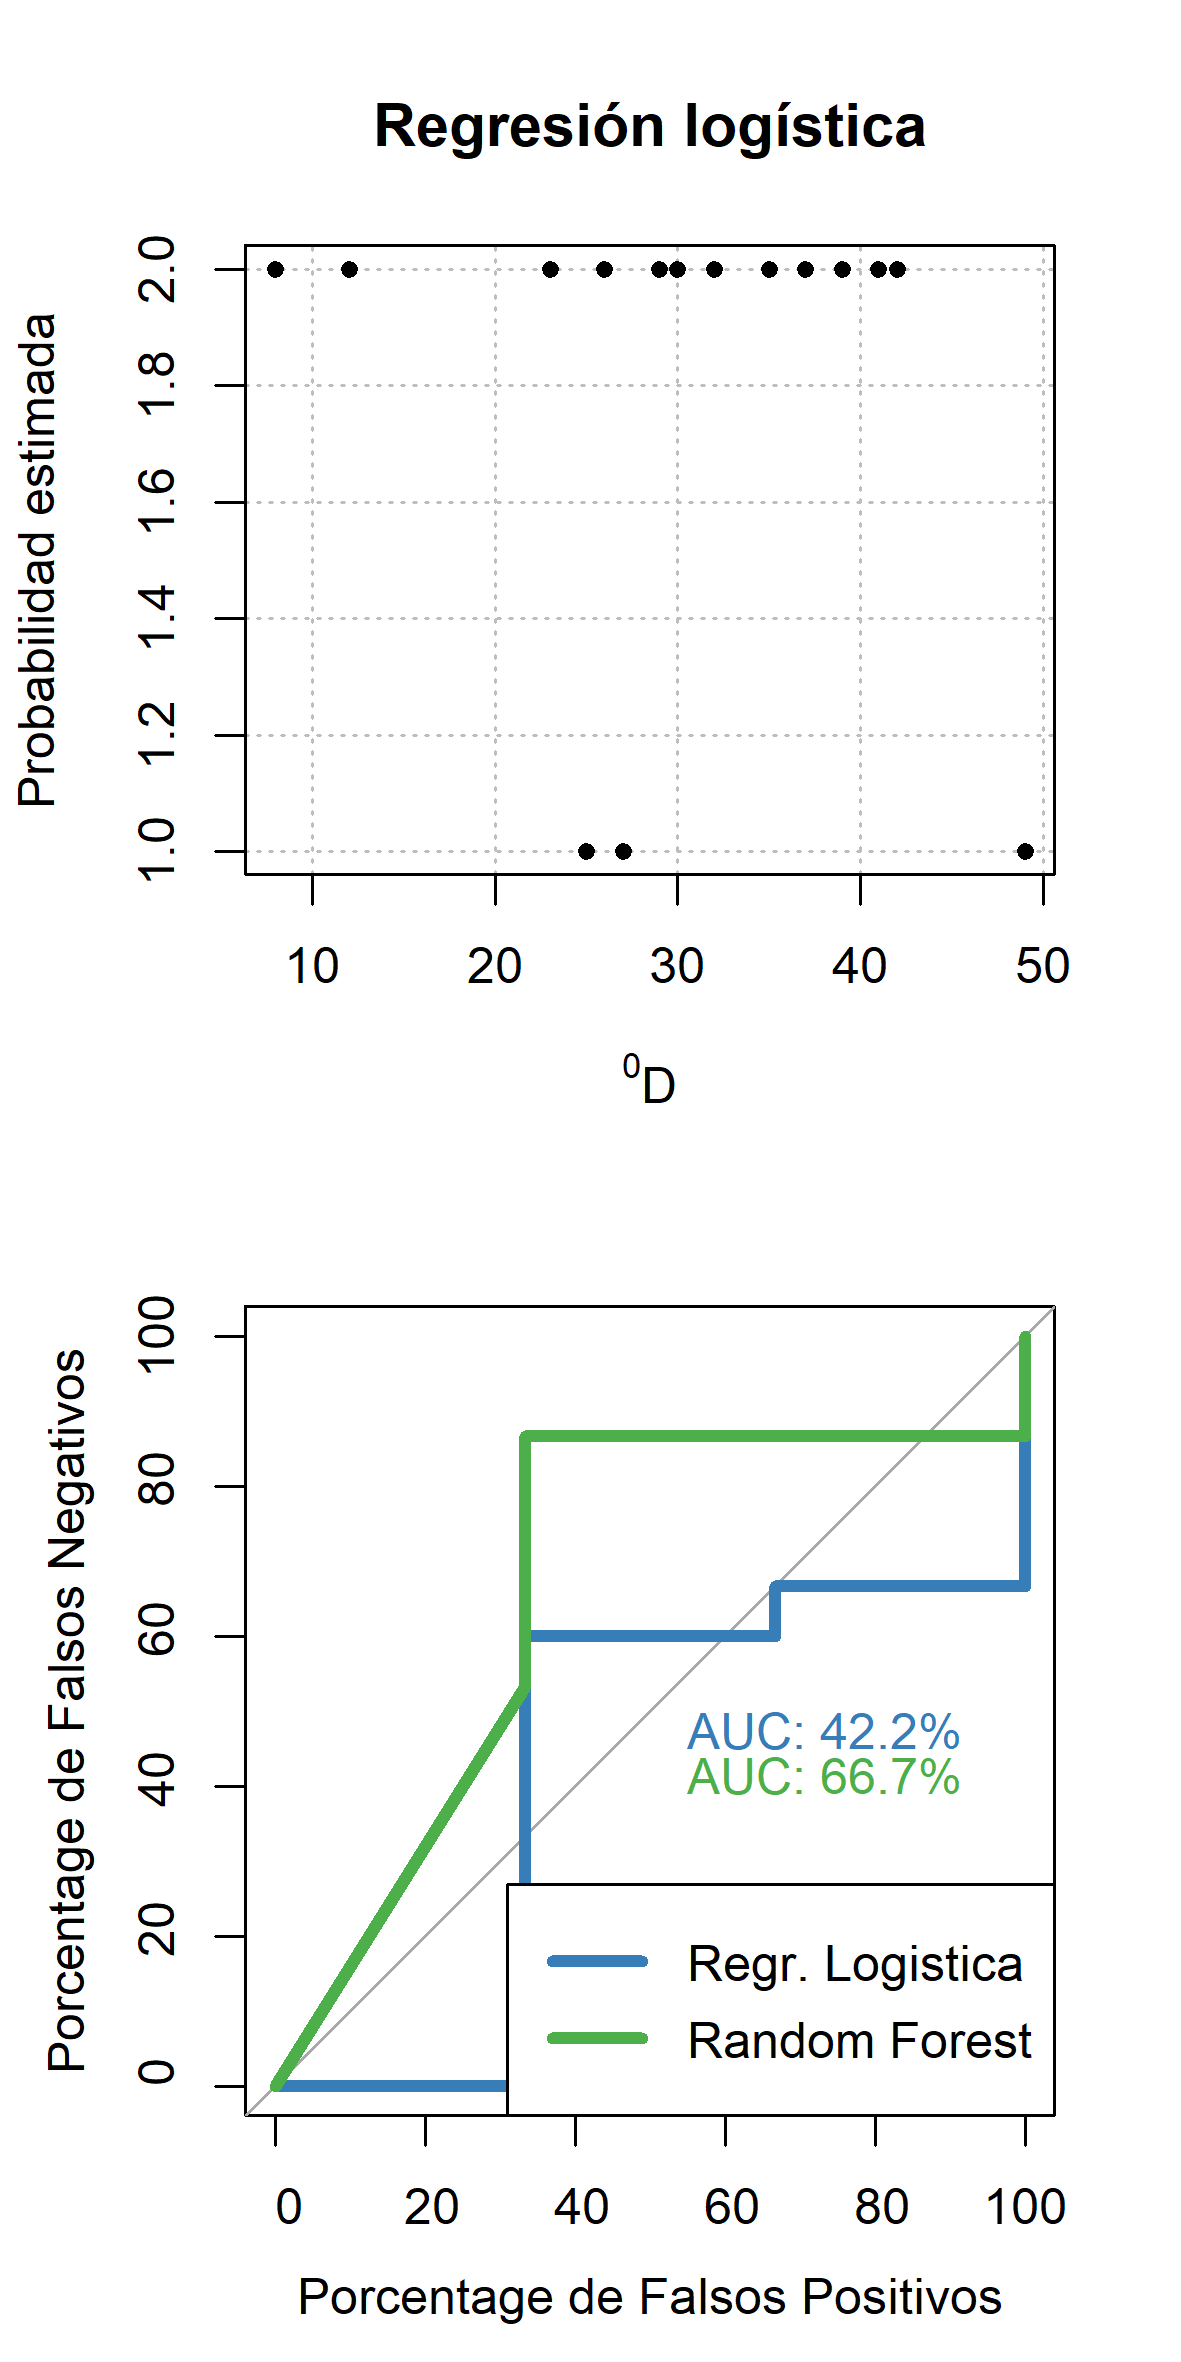 Regresión logística
Probabilidad estimada
2.0
1.8
1.6
1.4
1.2
1.0
10 20 30 40 50
⁰D
Porcentage de Falsos Negativos
100
80
60
40
20
0
AUC: 42.2%
AUC: 66.7%
Regr. Logistica
Random Forest
0 20 40 60 80 100
Porcentage de Falsos Positivos